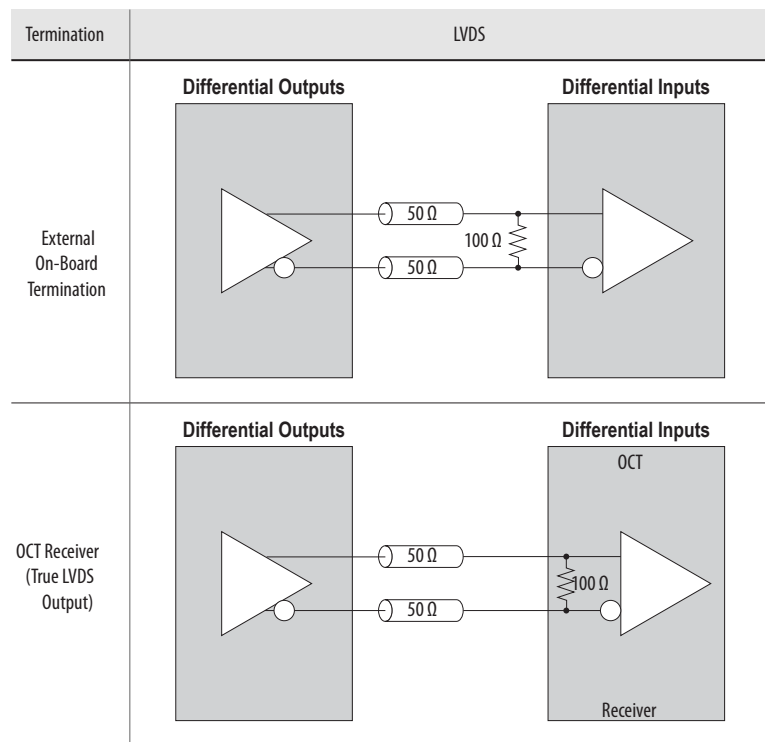 Termination
LVDS
Differential Outputs
Differential Inputs
External
On-Board
Termination
50 Ω
100 Ω
50 Ω
Differential Outputs
Differential Inputs
OCT
OCT Receiver
(True LVDS
Output)
50 Ω
100 Ω
50 Ω
Receiver